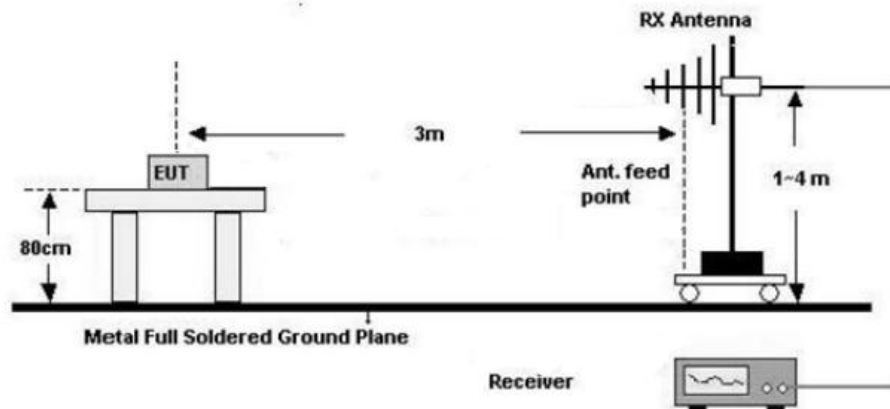 RX Antenna
3m
EUT
Ant. feed
point
1~4 m
80cm
Metal Full Soldered Ground Plane
Receiver